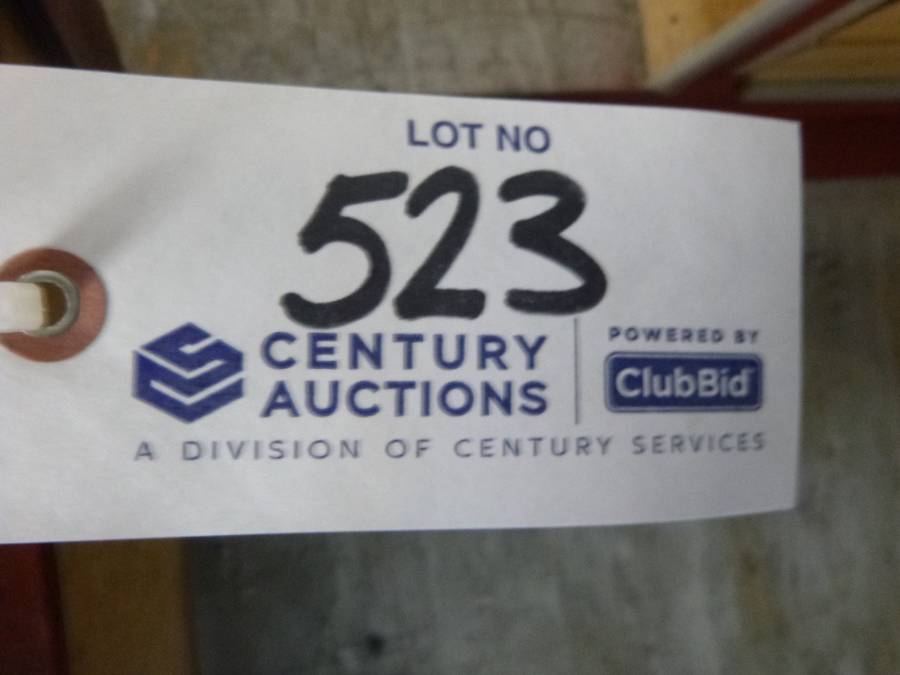 LOT NO
523
CENTURY
AUCTIONS
POWERED BY
ClubBid
A DIVISION OF CENTURY SERVICES